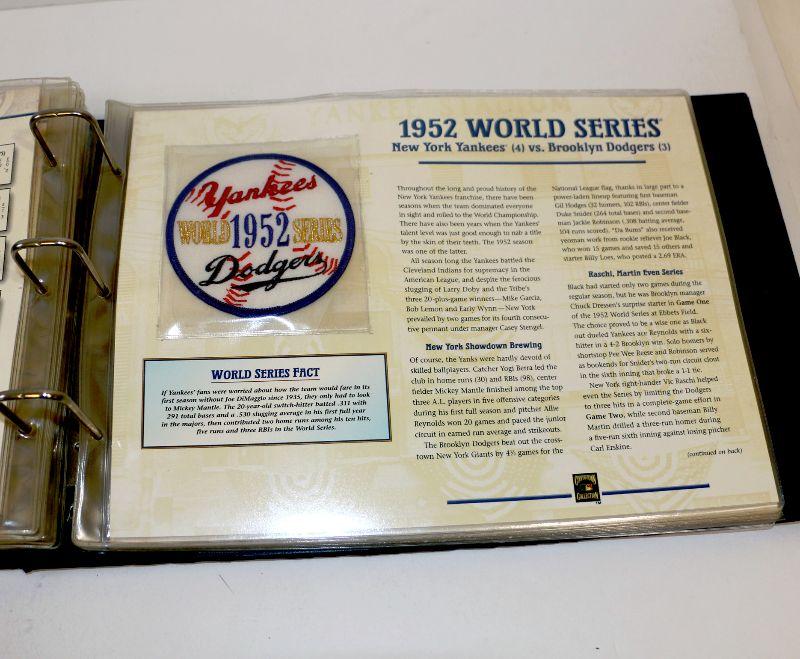 YANKEE STADIUM
1952 WORLD SERIES
New York Yankees (4) vs. Brooklyn Dodgers (3)
Yankees
WORLD 1952 SERIES
Dodgers
WORLD SERIES FACT
If Yankees' fans were worried about how the team would fare in its
first season without Joe DiMaggio since 1935, they only had to look
to Mickey Mantle. The 20-year-old switch-hitter batted .311 with
291 total bases and a .530 slugging average in his first full year
in the majors, then contributed two home runs among his ten hits,
five runs and three RBIs in the World Series.
Throughout the long and proud history of the
New York Yankees franchise, there have been
seasons when the team dominated everyone
in sight and rolled to the World Championship.
There have also been years when the Yankees'
talent level was just good enough to nab a title
by the skin of their teeth. The 1952 season
was one of the latter.
All season long the Yankees battled the
Cleveland Indians for supremacy in the
American League, and despite the ferocious
slugging of Larry Doby and the Tribe's
three 20-plus-game winners—Mike Garcia,
Bob Lemon and Early Wynn—New York
prevailed by two games for its fourth consecu-
tive pennant under manager Casey Stengel.
New York Showdown Brewing
Of course, the Yanks were hardly devoid of
skilled ballplayers. Catcher Yogi Berra led the
club in home runs (30) and RBIs (98), center
fielder Mickey Mantle finished among the top
three A.L. players in five offensive categories
during his first full season and pitcher Allie
Reynolds won 20 games and paced the junior
circuit in earned run average and strikeouts.
The Brooklyn Dodgers beat out the cross-
town New York Giants by 4½ games for the
National League flag, thanks in large part to a
power-laden lineup featuring first baseman
Gil Hodges (32 homers, 102 RBIs), center fielder
Duke Snider (264 total bases) and second base-
man Jackie Robinson (.308 batting average,
104 runs scored). "Da Bums" also received
yeoman work from rookie reliever Joe Black,
who won 15 games and saved 15 others and
starter Billy Loes, who posted a 2.69 ERA.
Raschi, Martin Even Series
Black had started only two games during the
regular season, but he was Brooklyn manager
Chuck Dressen's surprise starter in Game One
of the 1952 World Series at Ebbets Field.
The choice proved to be a wise one as Black
out dueled Yankees ace Reynolds with a six-
hitter in a 4-2 Brooklyn win. Solo homers by
shortstop Pee Wee Reese and Robinson served
as bookends for Snider's two-run circuit clout
in the sixth inning that broke a 1-1 tie.
New York right-hander Vic Raschi helped
even the Series by limiting the Dodgers
to three hits in a complete-game effort in
Game Two, while second baseman Billy
Martin drilled a three-run homer during
a five-run sixth inning against losing pitcher
Carl Erskine.
(continued on back)
COLLECTION